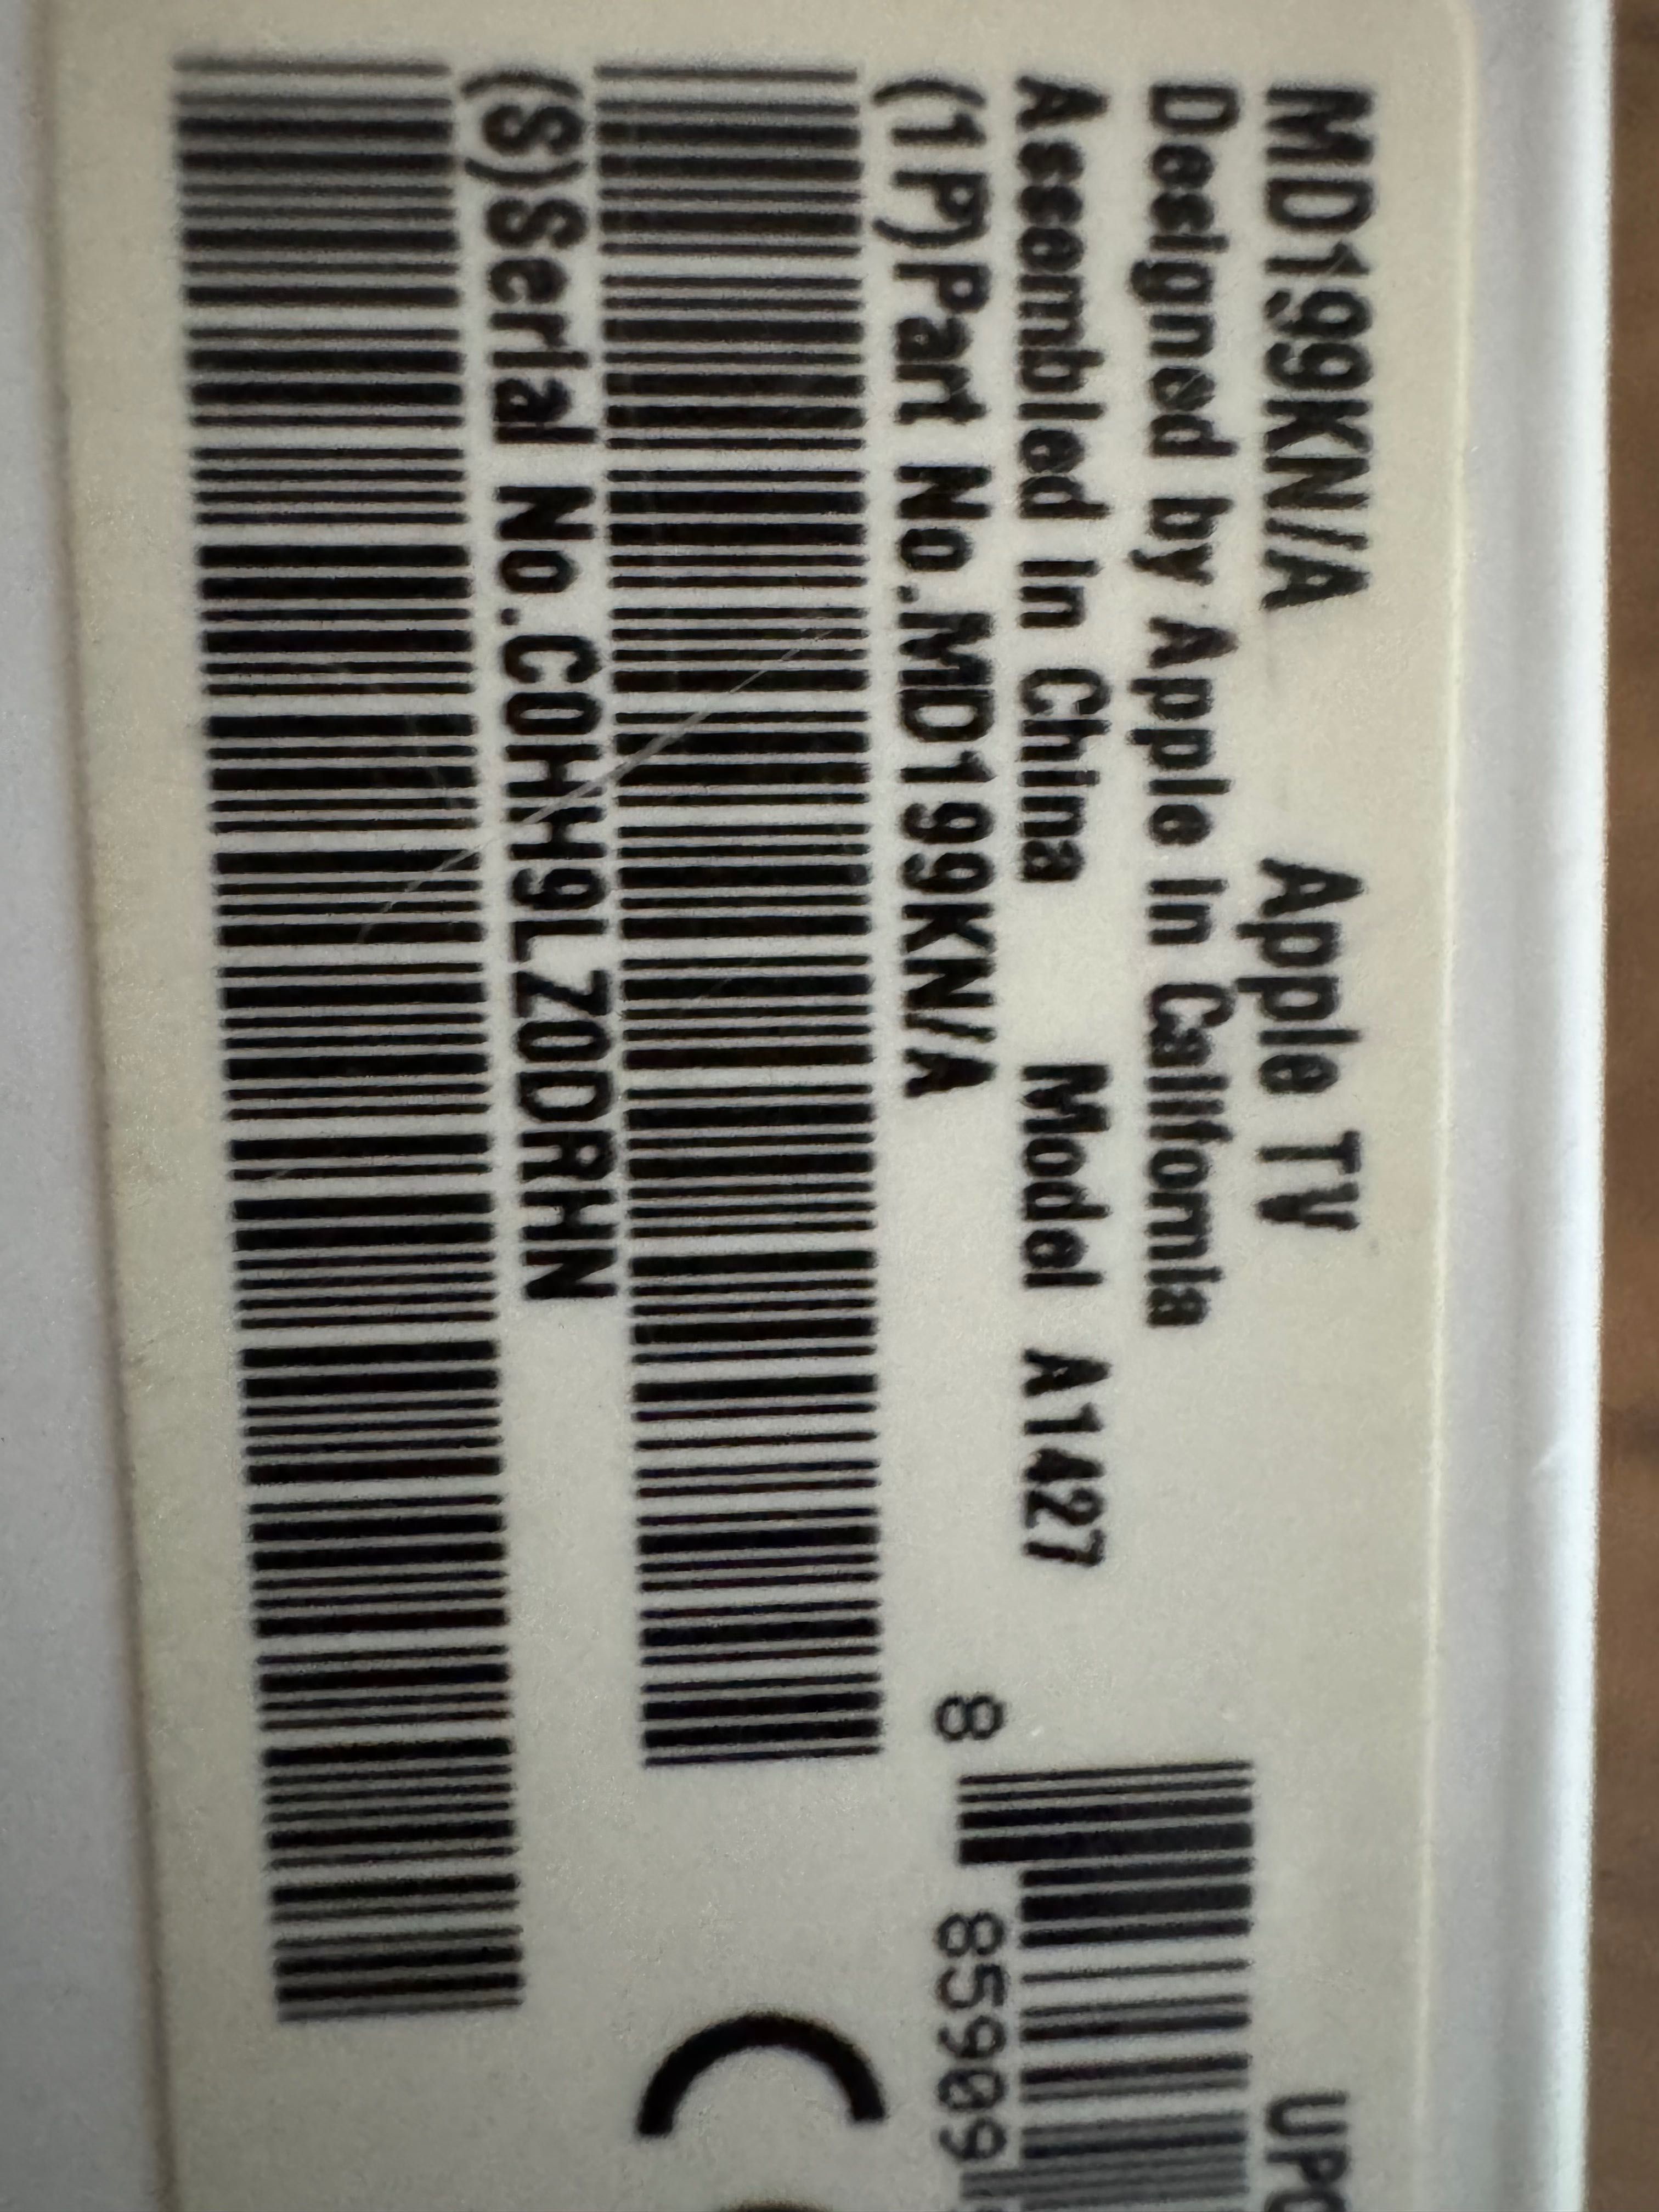 MD199KN/A Apple TV UPC
Designed by Apple in California
Assembled in China Model A1427
(1P)Part No.MD199KN/A
8 85909
(S)Serial No.C0HH9LZ0DRHN
C